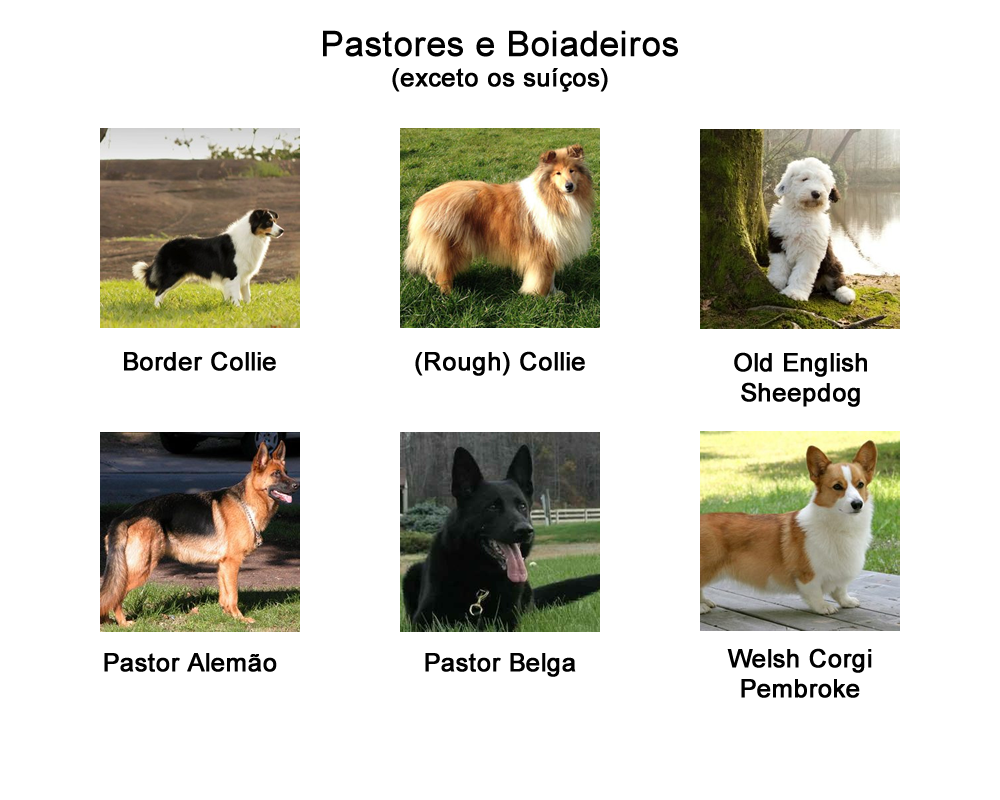 Pastores e Boiadeiros
(exceto os suíços)
Border Collie
(Rough) Collie
Old English
Sheepdog
Pastor Alemão
Pastor Belga
Welsh Corgi
Pembroke